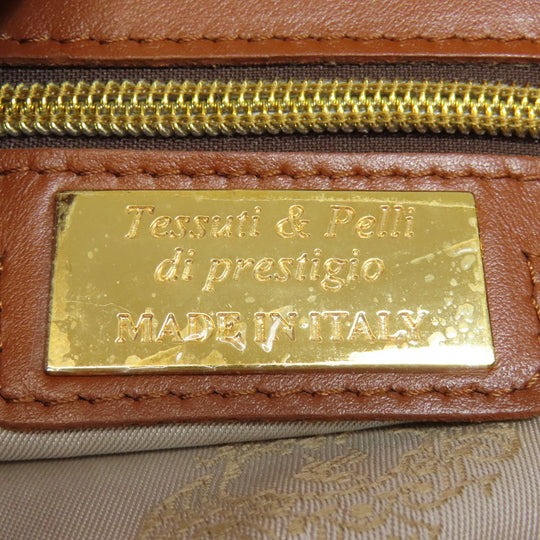 Tessuti & Pelli
di prestigio
MADE IN ITALY